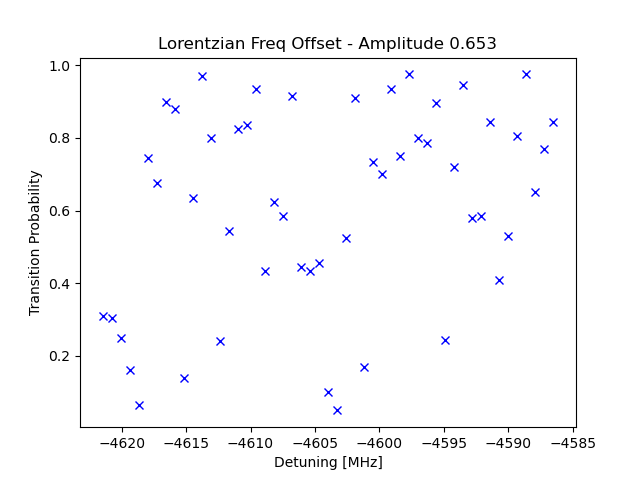 Lorentzian Freq Offset - Amplitude 0.653
Transition Probability
1.0
0.8
0.6
0.4
0.2
−4620 −4615 −4610 −4605 −4600 −4595 −4590 −4585
Detuning [MHz]